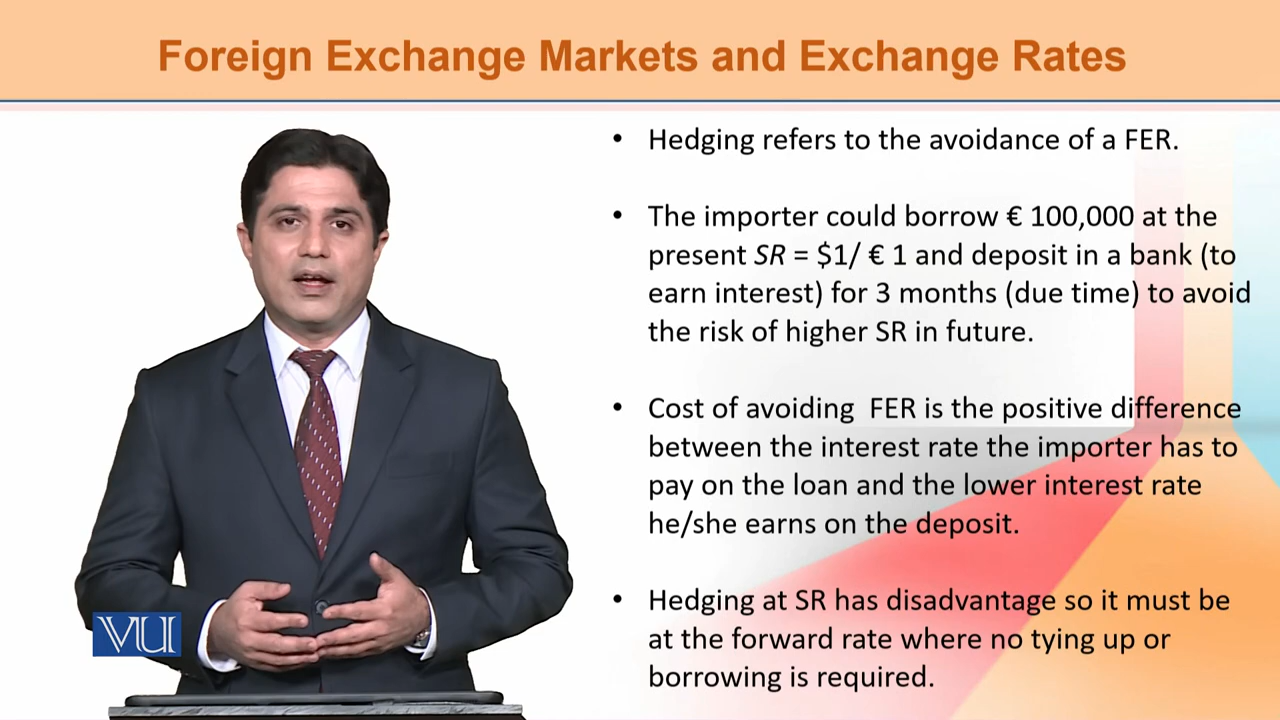 Foreign Exchange Markets and Exchange Rates
• Hedging refers to the avoidance of a FER.
• The importer could borrow € 100,000 at the
present SR = $1/ € 1 and deposit in a bank (to
earn interest) for 3 months (due time) to avoid
the risk of higher SR in future.
• Cost of avoiding  FER is the positive difference
between the interest rate the importer has to
pay on the loan and the lower interest rate
he/she earns on the deposit.
• Hedging at SR has disadvantage so it must be
at the forward rate where no tying up or
borrowing is required.
VU